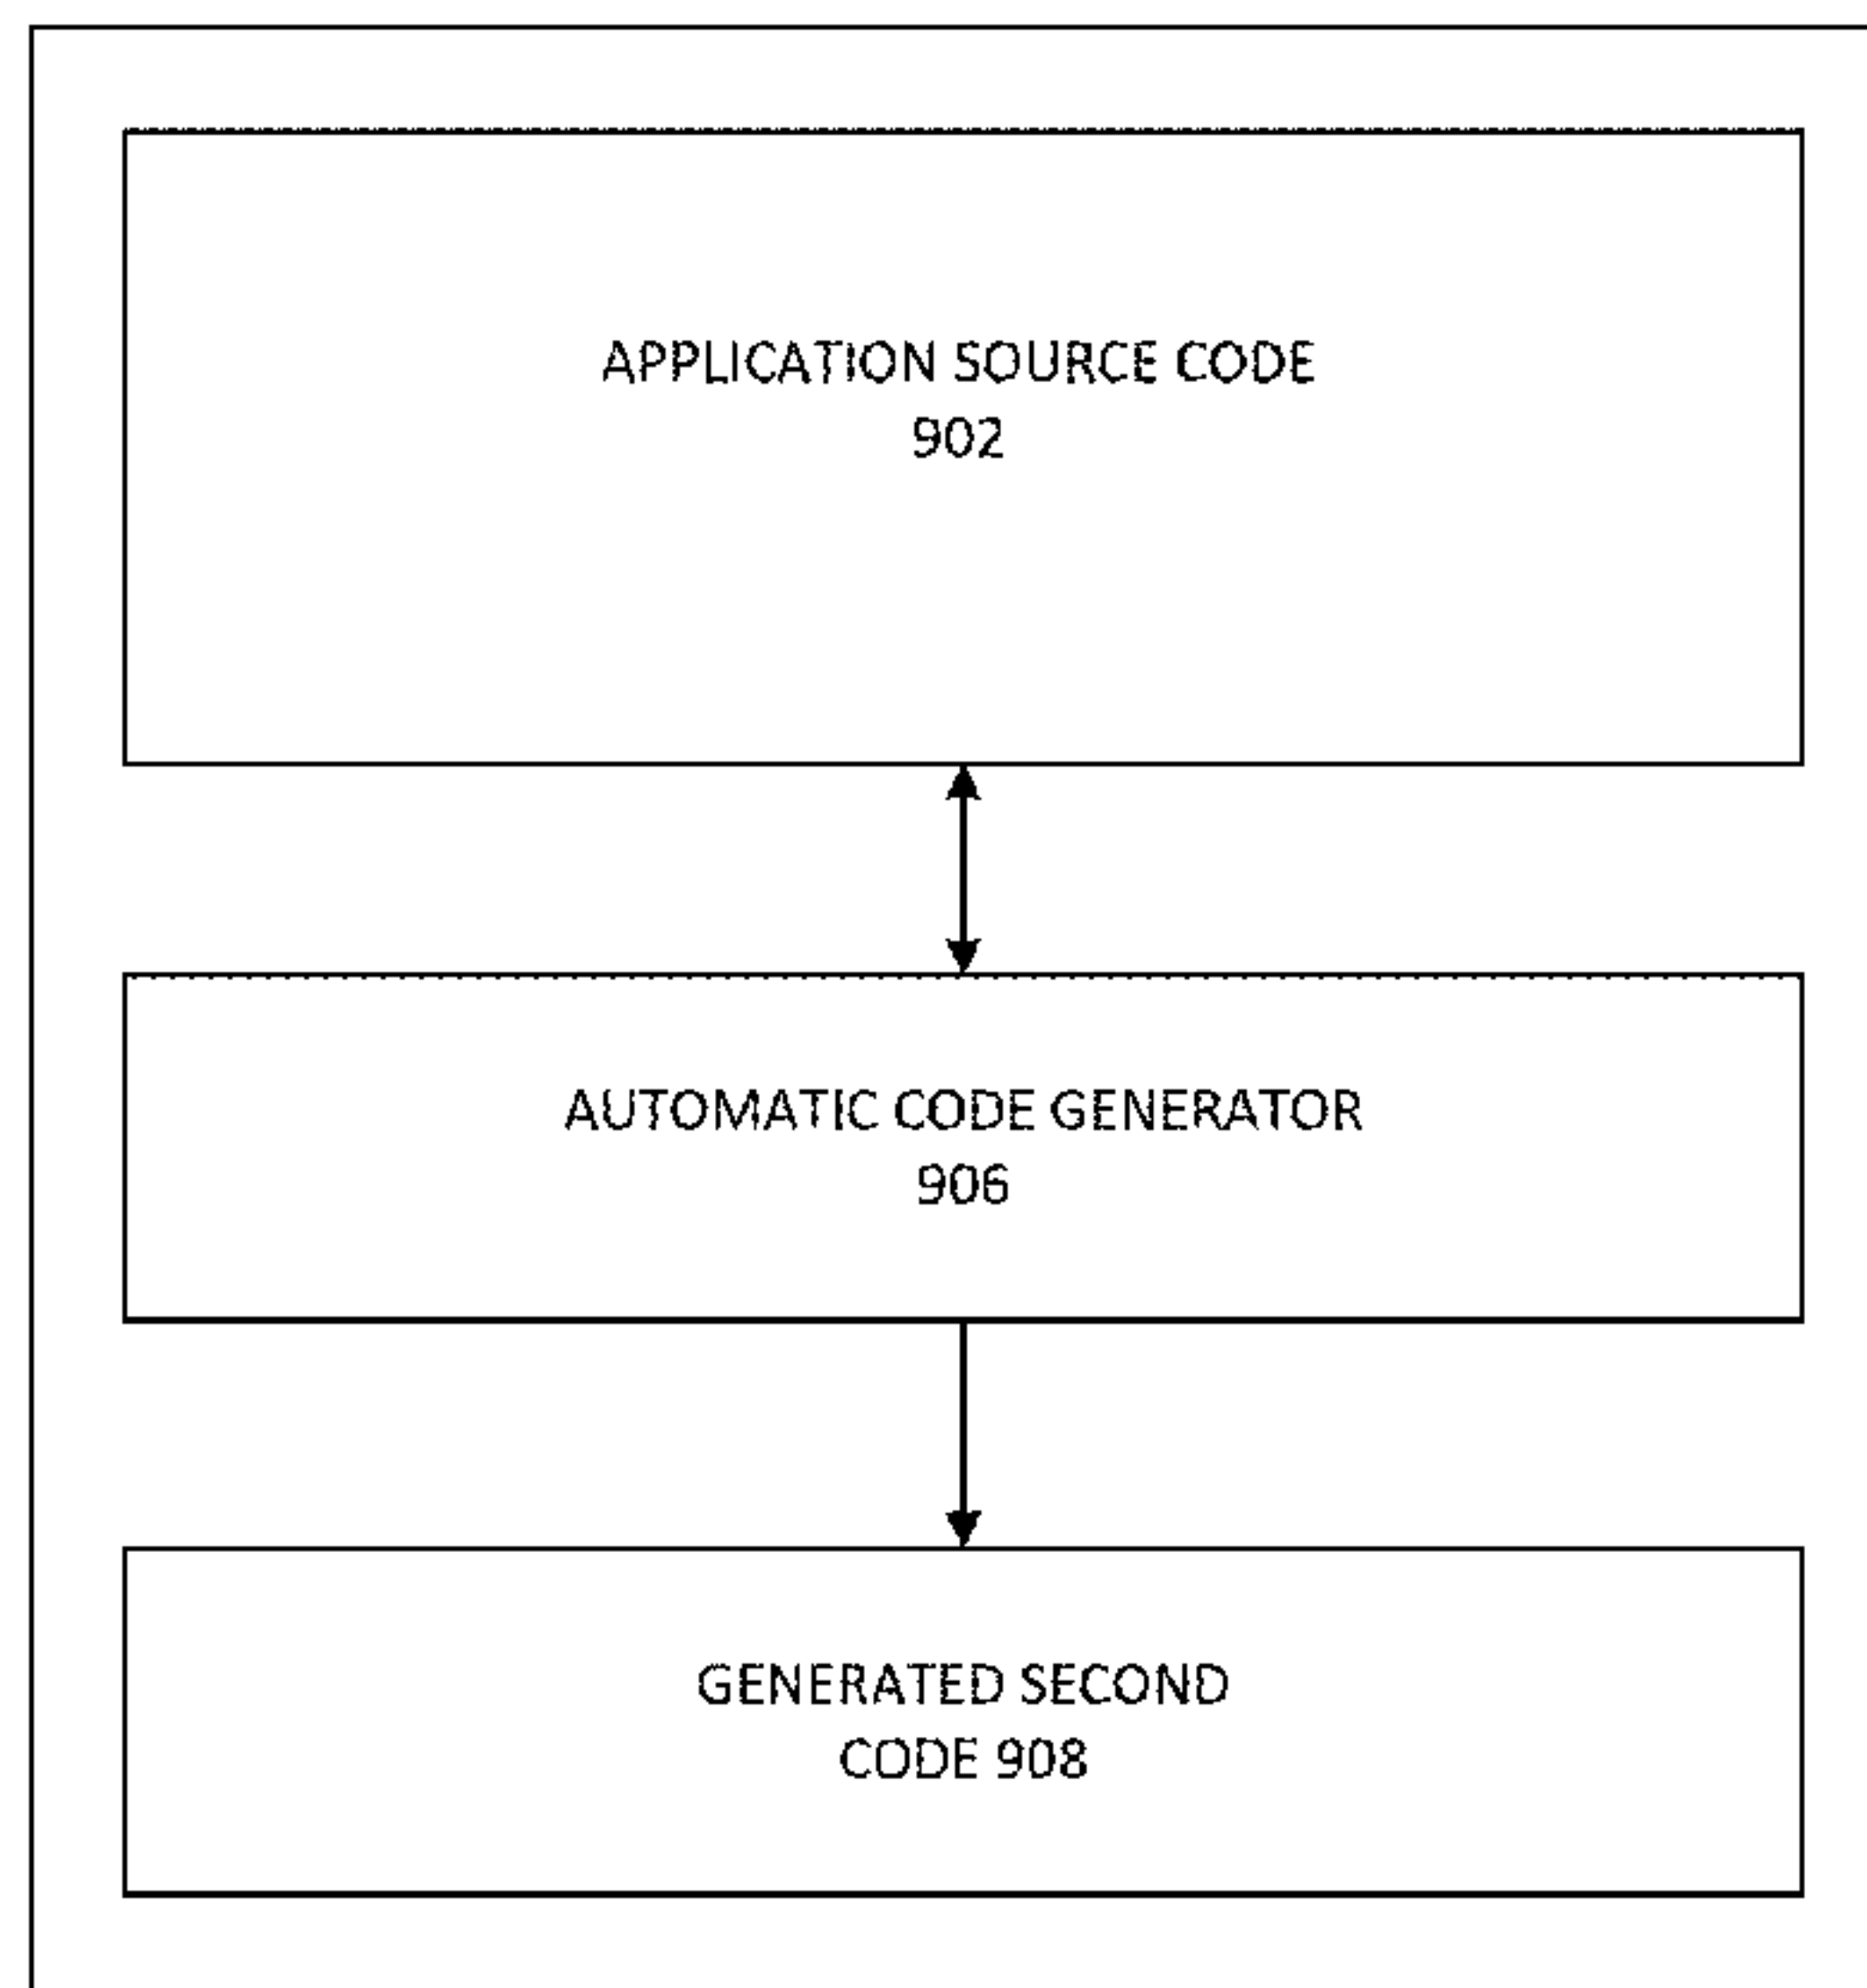 APPLICATION SOURCE CODE
902
AUTOMATIC CODE GENERATOR
906
GENERATED SECOND
CODE 908